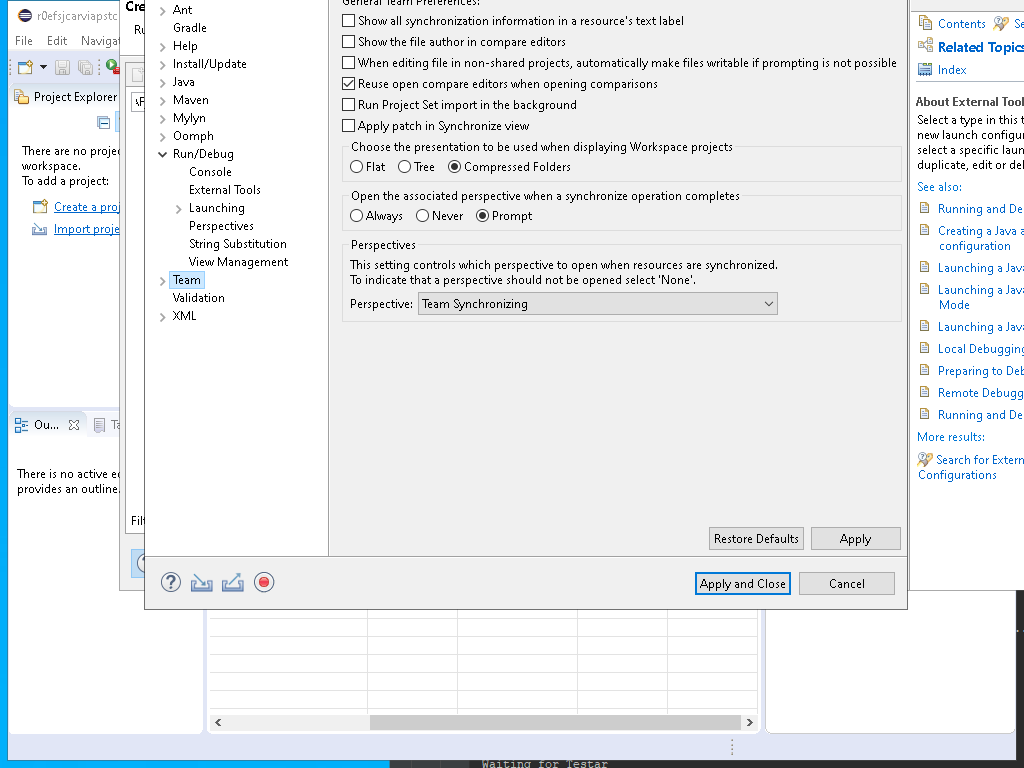 r0efsjcarviapstc
File Edit Navigat
Project Explorer
There are no proje
workspace.
To add a project:
Create a proj
Import proje
Ou...
Ta
There is no active ed
provides an outline.
Cre
Ru
Filt
Ant
Gradle
Help
Install/Update
Java
Maven
Mylyn
Oomph
Run/Debug
Console
External Tools
Launching
Perspectives
String Substitution
View Management
Team
Validation
XML
General Team Preferences:
Show all synchronization information in a resource's text label
Show the file author in compare editors
When editing file in non-shared projects, automatically make files writable if prompting is not possible
Reuse open compare editors when opening comparisons
Run Project Set import in the background
Apply patch in Synchronize view
Choose the presentation to be used when displaying Workspace projects
Flat Tree Compressed Folders
Open the associated perspective when a synchronize operation completes
Always Never Prompt
Perspectives
This setting controls which perspective to open when resources are synchronized.
To indicate that a perspective should not be opened select 'None'.
Perspective: Team Synchronizing
Restore Defaults Apply
Apply and Close Cancel
Contents Se
Related Topics
Index
About External Tool
Select a type in this t
new launch configur
select a specific laun
duplicate, edit or del
See also:
Running and De
Creating a Java a
configuration
Launching a Java
Launching a Java
Mode
Launching a Java
Local Debugging
Preparing to Deb
Remote Debugg
Running and De
More results:
Search for Extern
Configurations
Waiting for Testar